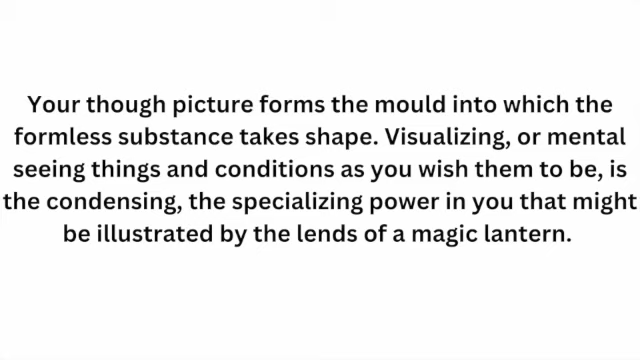 Your though picture forms the mould into which the
formless substance takes shape. Visualizing, or mental
seeing things and conditions as you wish them to be, is
the condensing, the specializing power in you that might
be illustrated by the lends of a magic lantern.